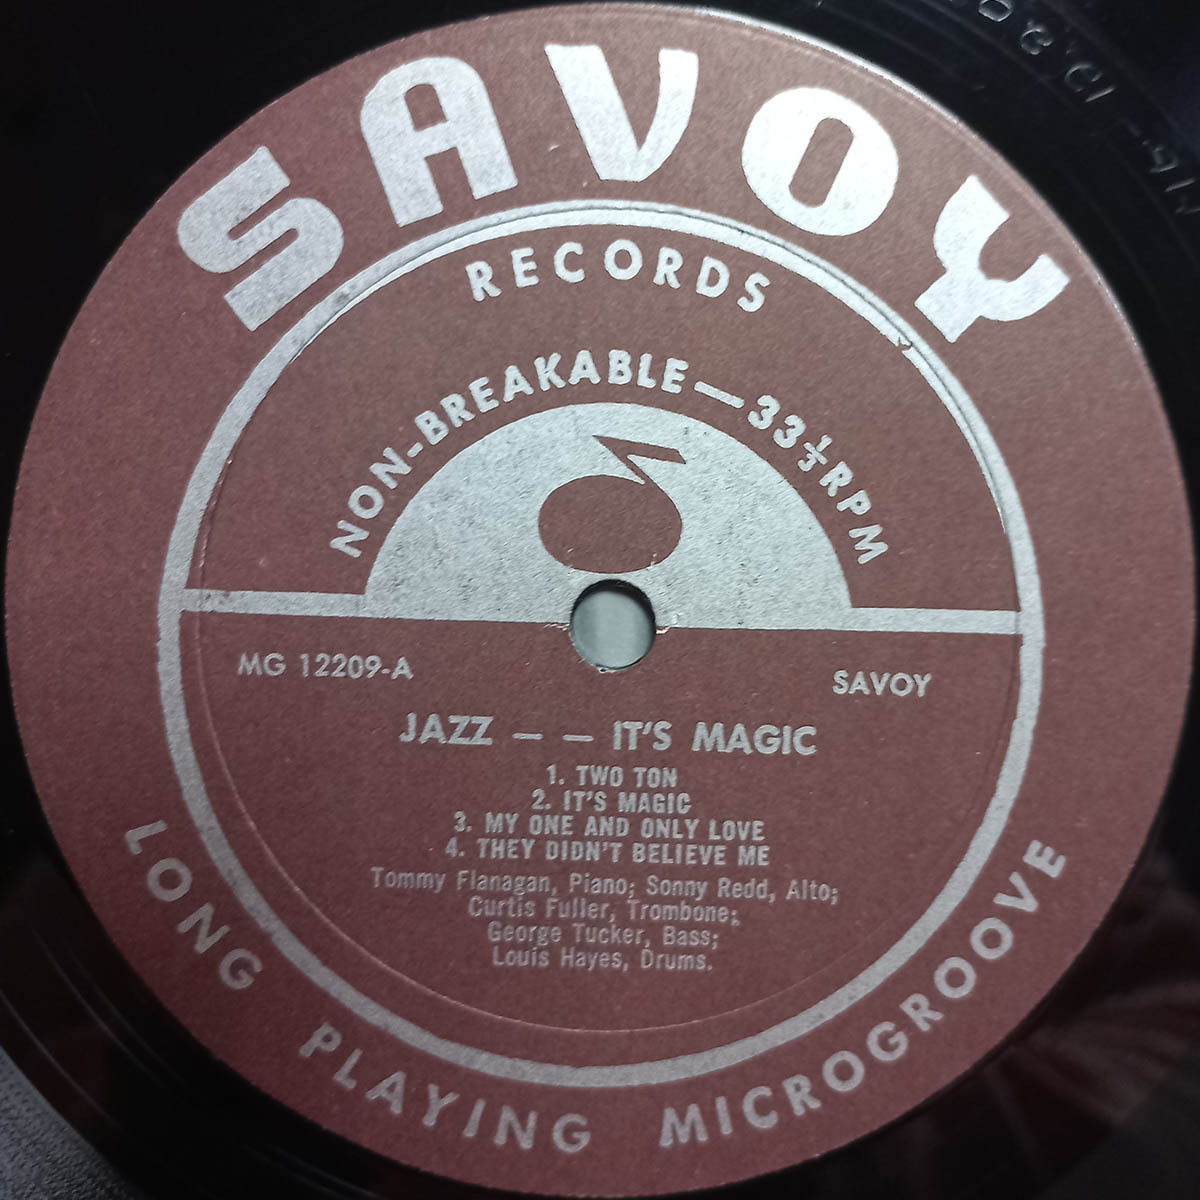 SAVOY
RECORDS
NON-BREAKABLE—33⅓RPM
MG 12209-A
SAVOY
JAZZ — — IT'S MAGIC
1. TWO TON
2. IT'S MAGIC
3. MY ONE AND ONLY LOVE
4. THEY DIDN'T BELIEVE ME
Tommy Flanagan, Piano; Sonny Redd, Alto;
Curtis Fuller, Trombone;
George Tucker, Bass;
Louis Hayes, Drums.
LONG PLAYING MICROGROOVE